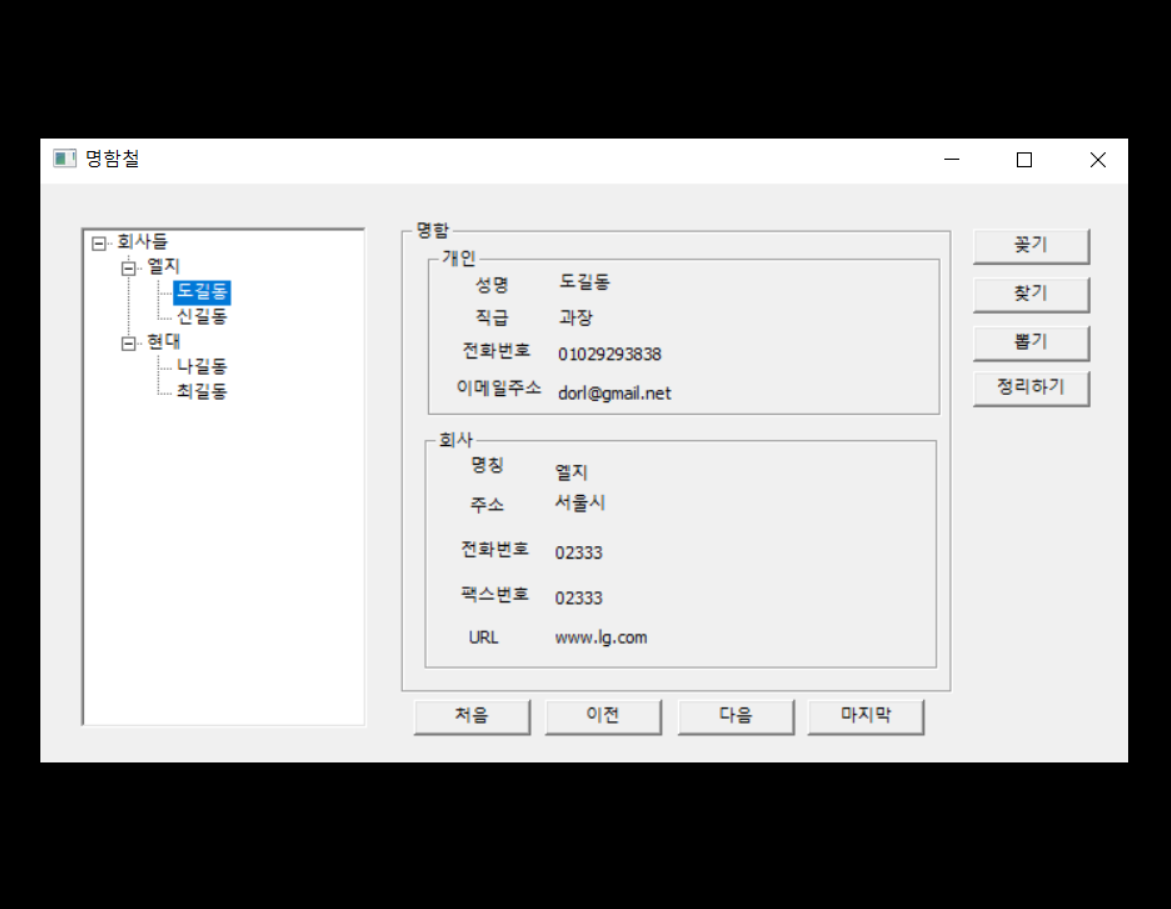 명함철
회사들
엘지
도길동
신길동
현대
나길동
최길동
명함
개인
성명 도길동
직급 과장
전화번호 01029293838
이메일주소 dorl@gmail.net
회사
명칭 엘지
주소 서울시
전화번호 02333
팩스번호 02333
URL www.lg.com
처음 이전 다음 마지막
꽂기
찾기
뽑기
정리하기